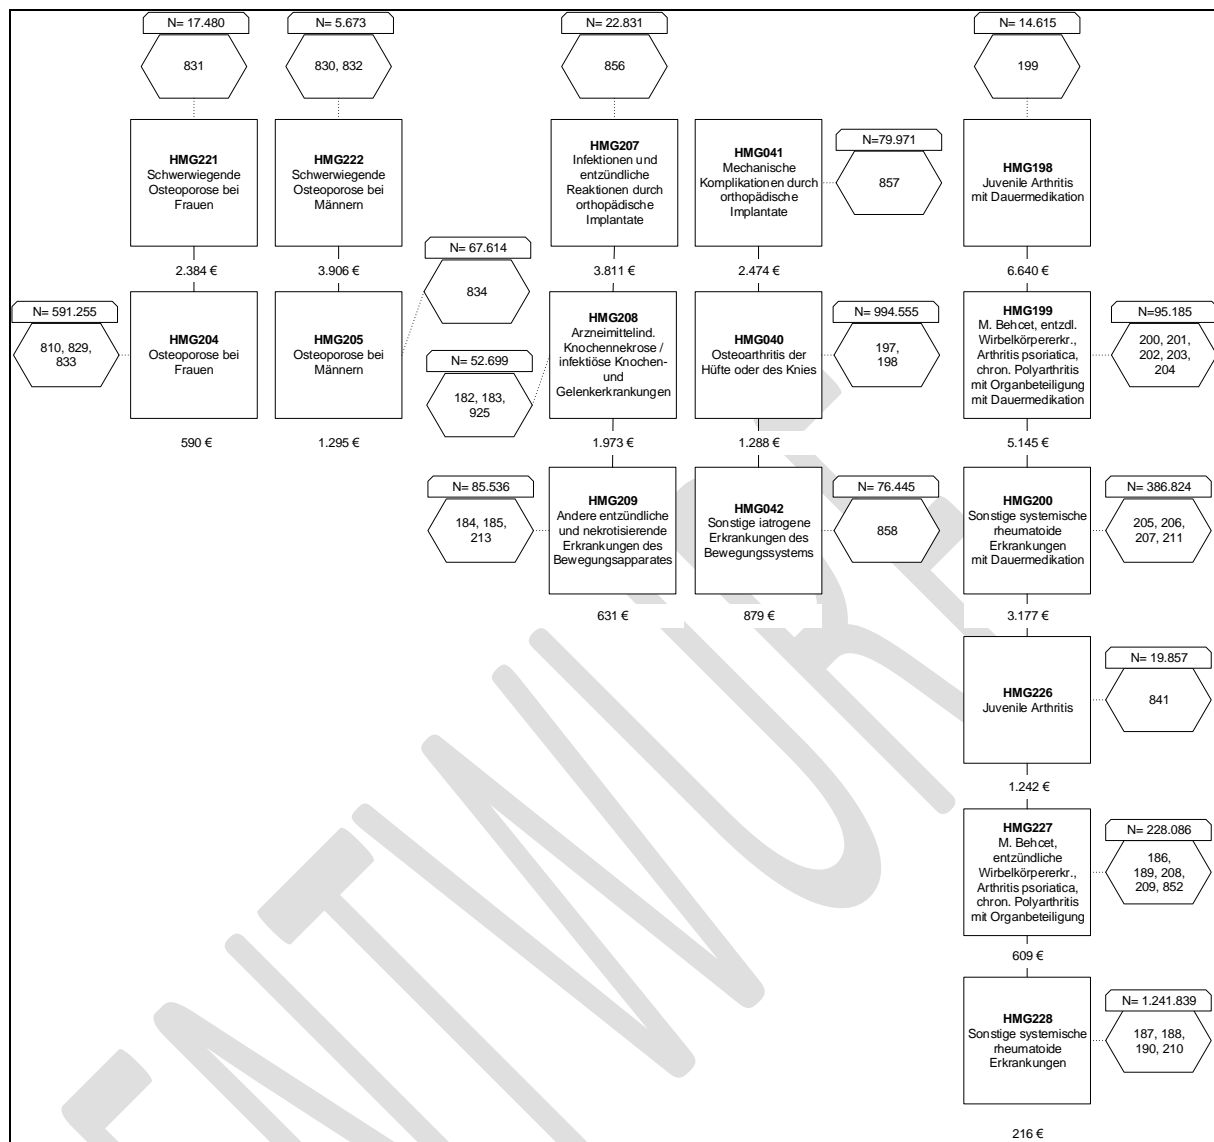 N= 17.480
831
HMG221
Schwerwiegende
Osteoporose bei
Frauen
2.384 €
N= 591.255
810, 829,
833
HMG204
Osteoporose bei
Frauen
590 €
N= 5.673
830, 832
HMG222
Schwerwiegende
Osteoporose bei
Männern
3.906 €
N= 67.614
834
HMG205
Osteoporose bei
Männern
1.295 €
N= 22.831
856
HMG207
Infektionen und
entzündliche
Reaktionen durch
orthopädische
Implantate
3.811 €
N= 52.699
182, 183,
925
HMG208
Arzneimittelind.
Knochennekrose /
infektiöse Knochen-
und
Gelenkerkrankungen
1.973 €
N= 85.536
184, 185,
213
HMG209
Andere entzündliche
und nekrotisierende
Erkrankungen des
Bewegungsapparates
631 €
HMG041
Mechanische
Komplikationen durch
orthopädische
Implantate
N=79.971
857
2.474 €
HMG040
Osteoarthritis der
Hüfte oder des Knies
N= 994.555
197,
198
1.288 €
HMG042
Sonstige iatrogene
Erkrankungen des
Bewegungssystems
N= 76.445
858
879 €
N= 14.615
199
HMG198
Juvenile Arthritis
mit Dauermedikation
6.640 €
HMG199
M. Behcet, entzdl.
Wirbelkörpererkr.,
Arthritis psoriatica,
chron. Polyarthritis
mit Organbeteiligung
mit Dauermedikation
N=95.185
200, 201,
202, 203,
204
5.145 €
HMG200
Sonstige systemische
rheumatoide
Erkrankungen
mit Dauermedikation
N= 386.824
205, 206,
207, 211
3.177 €
HMG226
Juvenile Arthritis
N= 19.857
841
1.242 €
HMG227
M. Behcet,
entzündliche
Wirbelkörpererkr.,
Arthritis psoriatica,
chron. Polyarthritis
mit Organbeteiligung
N= 228.086
186,
189, 208,
209, 852
609 €
HMG228
Sonstige systemische
rheumatoide
Erkrankungen
N= 1.241.839
187, 188,
190, 210
216 €
ENTWURF